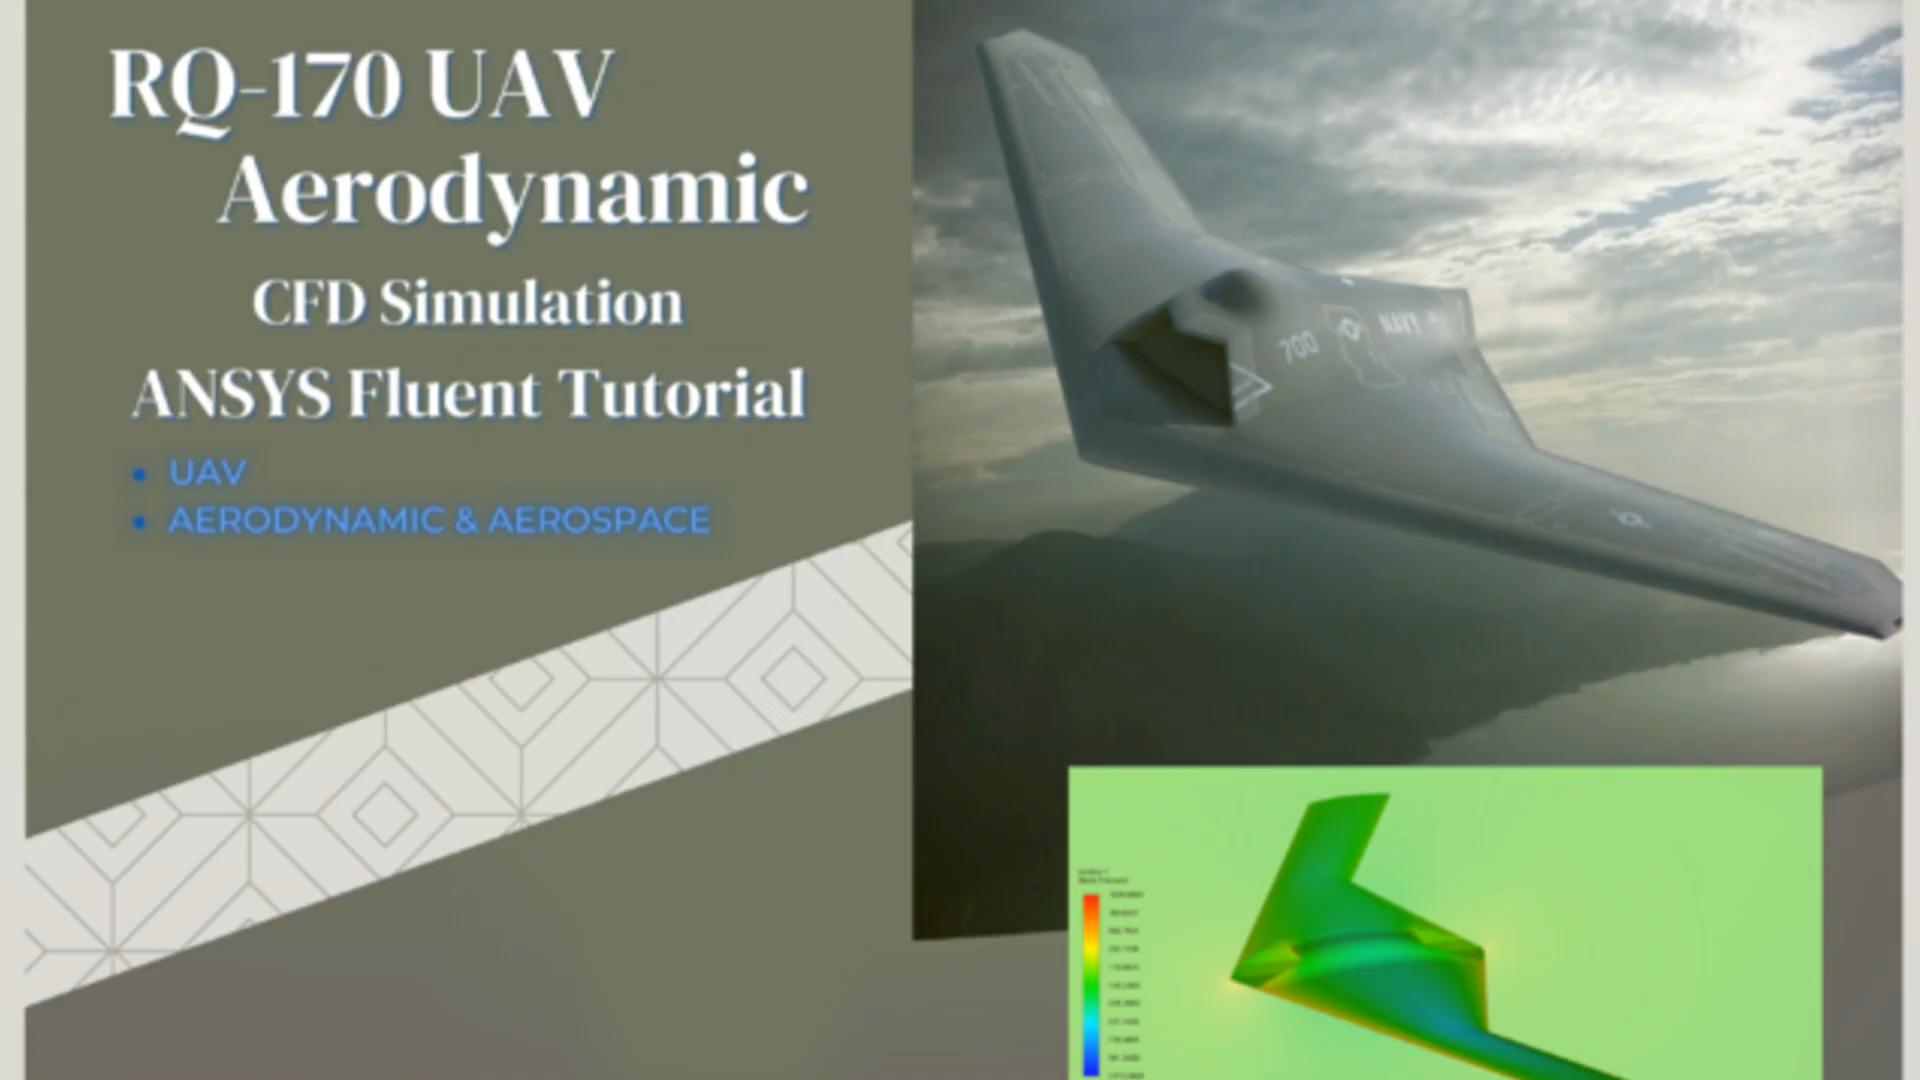 RQ-170 UAV
Aerodynamic
CFD Simulation
ANSYS Fluent Tutorial
• UAV
• AERODYNAMIC & AEROSPACE
700 NAVY